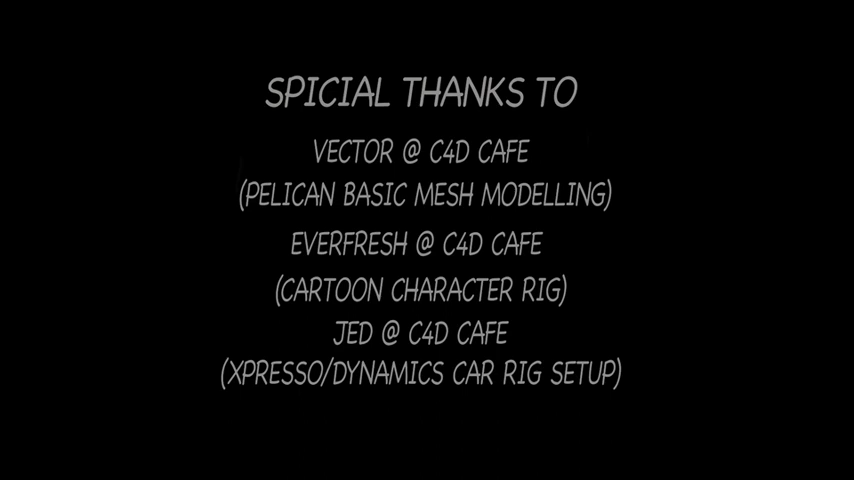 SPICIAL THANKS TO
VECTOR @ C4D CAFE
(PELICAN BASIC MESH MODELLING)
EVERFRESH @ C4D CAFE
(CARTOON CHARACTER RIG)
JED @ C4D CAFE
(XPRESSO/DYNAMICS CAR RIG SETUP)